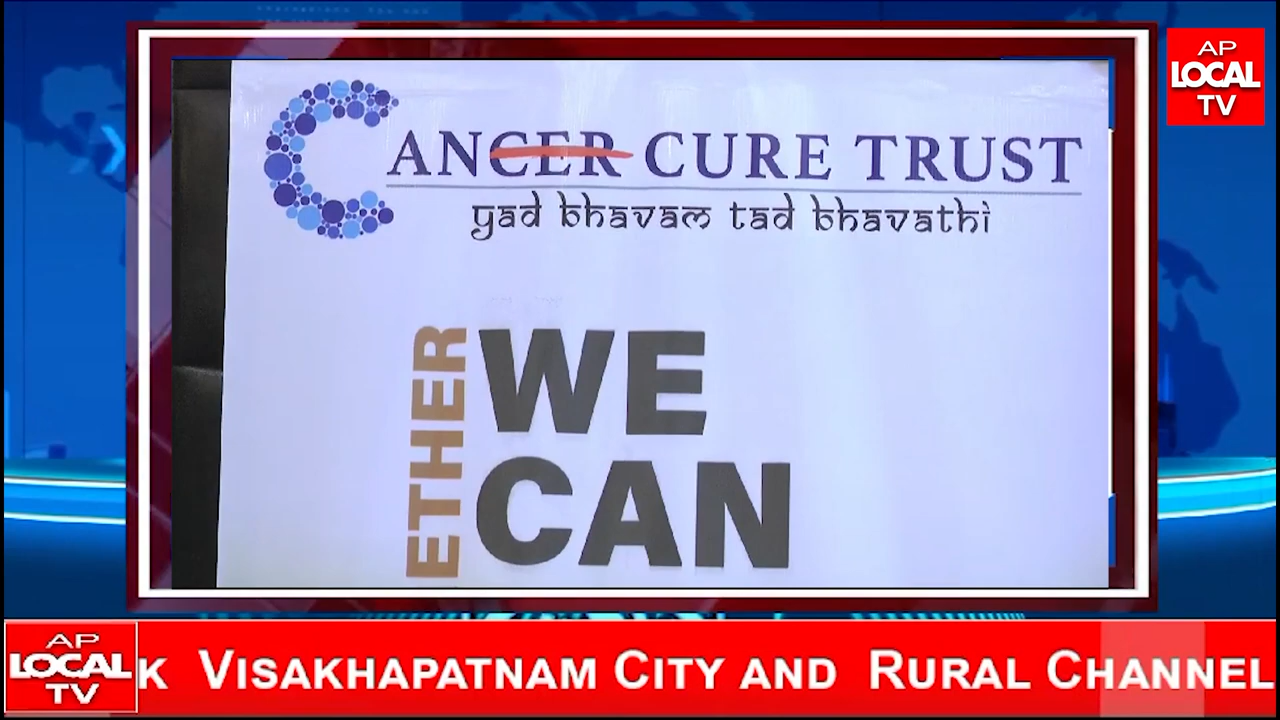 AP
LOCAL
TV
CANCER CURE TRUST
yad bhavam tad bhavathi
ETHER
WE
CAN
AP
LOCAL
TV
K VISAKHAPATNAM CITY AND RURAL CHANNEL